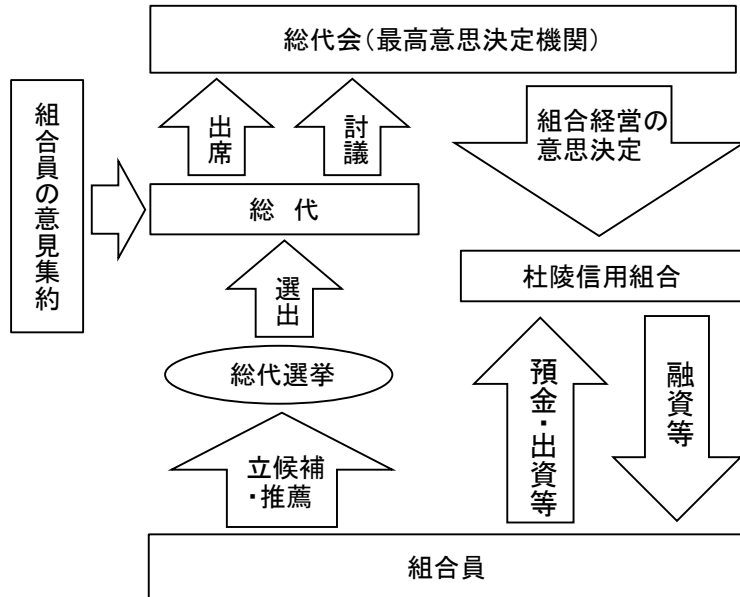 総代会（最高意思決定機関）
組合員の意見集約
出席
討議
組合経営の
意思決定
総　代
杜陵信用組合
選出
総代選挙
預金・出資等
融資等
立候補
・推薦
組合員